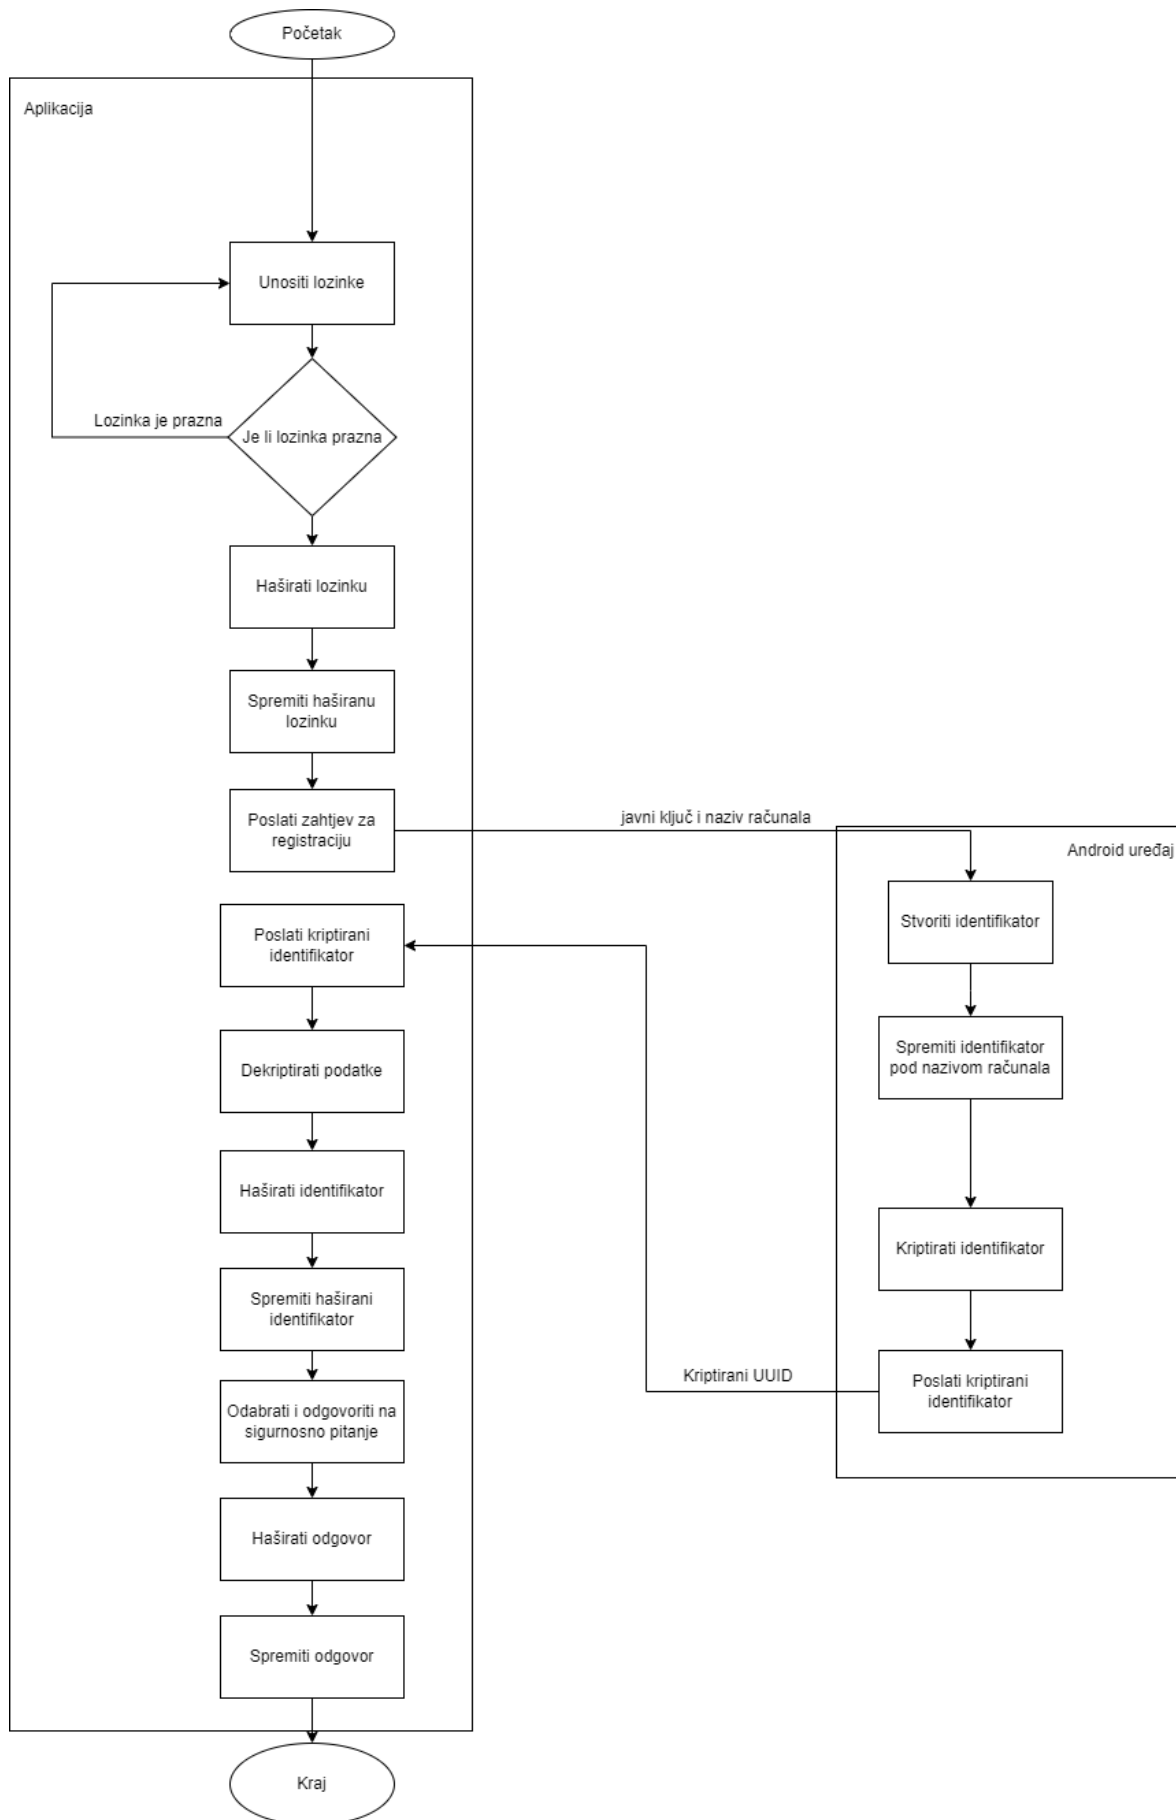 Početak
Aplikacija
Unositi lozinke
Lozinka je prazna
Je li lozinka prazna
Haširati lozinku
Spremiti haširanu
lozinku
Poslati zahtjev za
registraciju
javni ključ i naziv računala
Android uređaj
Stvoriti identifikator
Spremiti identifikator
pod nazivom računala
Kriptirati identifikator
Poslati kriptirani
identifikator
Kriptirani UUID
Poslati kriptirani
identifikator
Dekriptirati podatke
Haširati identifikator
Spremiti haširani
identifikator
Odabrati i odgovoriti na
sigurnosno pitanje
Haširati odgovor
Spremiti odgovor
Kraj